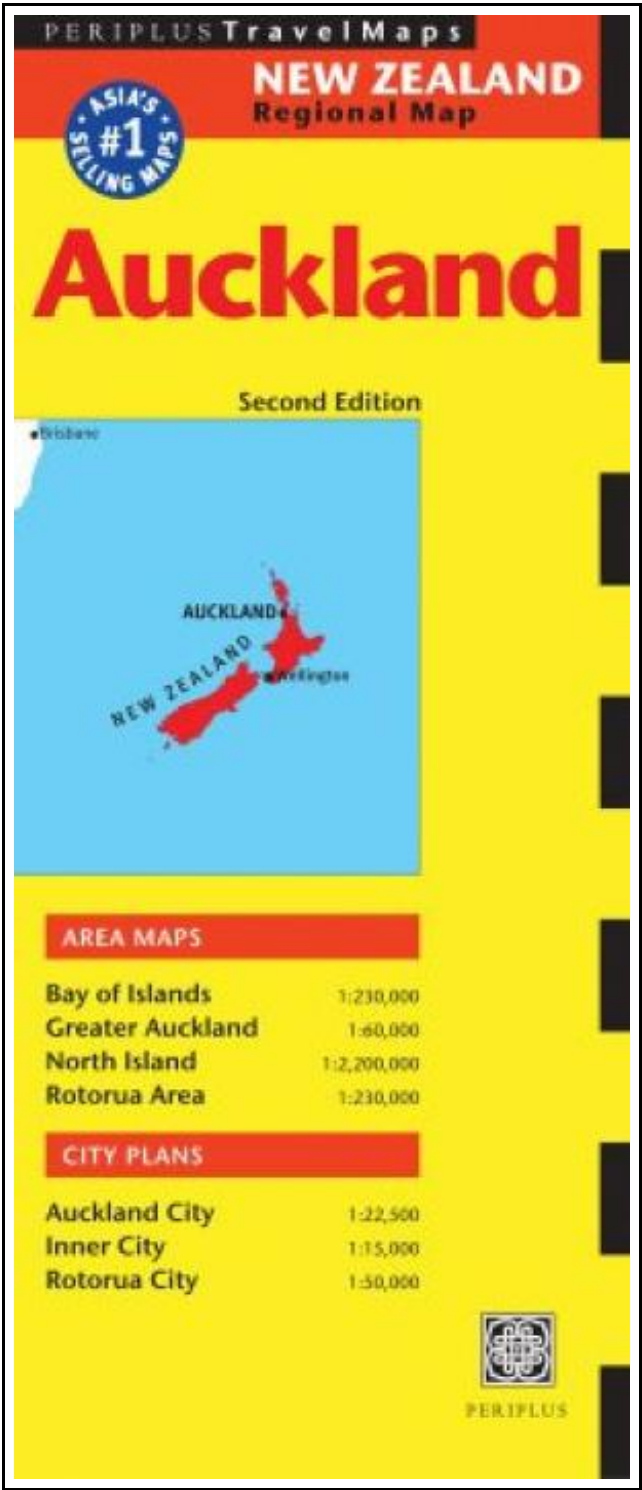 PERIPLUS TravelMaps
NEW ZEALAND
Regional Map
ASIA'S
#1
SELLING MAPS
Auckland
Second Edition
Brisbane
AUCKLAND
NEW ZEALAND
Wellington
AREA MAPS
Bay of Islands 1:230,000
Greater Auckland 1:60,000
North Island 1:2,200,000
Rotorua Area 1:230,000
CITY PLANS
Auckland City 1:22,500
Inner City 1:15,000
Rotorua City 1:50,000
PERIPLUS